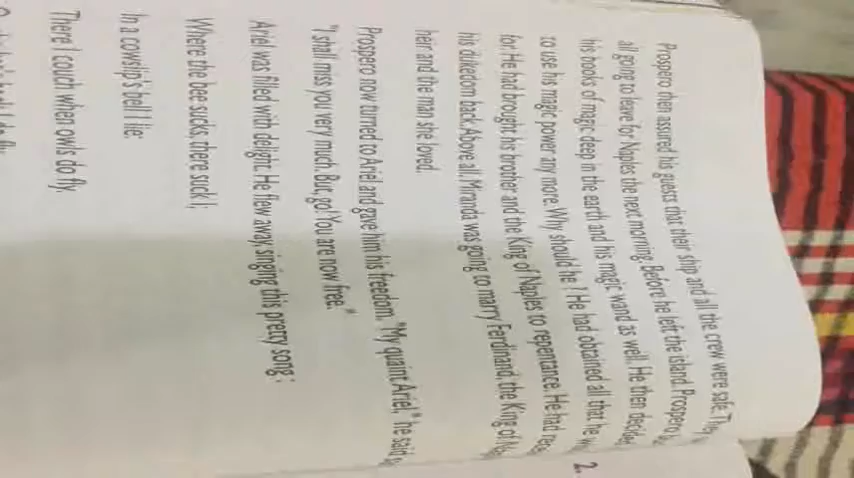 Prospero then assured his guests that their ship and all the crew were safe. They
all going to leave for Naples the next morning. Before he left the island, Prospero
his books of magic deep in the earth and his magic wand as well. He then decided
to use his magic power any more. Why should he ? He had obtained all that he
for. He had brought his brother and the King of Naples to repentance. He had
his dukedom back. Above all, Miranda was going to marry Ferdinand, the King of
heir and the man she loved.
Prospero now turned to Ariel and gave him his freedom. "My quaint Ariel," he said
"I shall miss you very much. But, go! You are now free."
Ariel was filled with delight. He flew away, singing this pretty song :
Where the bee sucks, there suck I;
In a cowslip's bell I lie:
There I couch when owls do fly.
2.